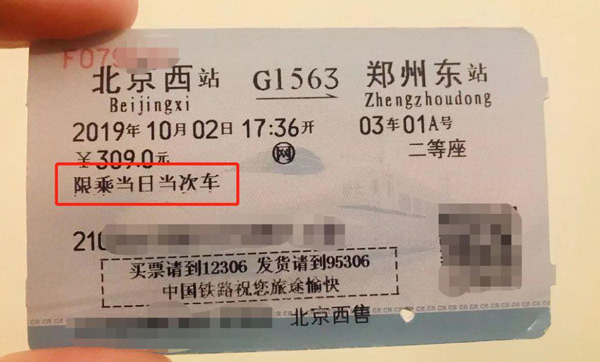 F079
北京西站 G1563 郑州东站
Beijingxi Zhengzhoudong
2019年10月02日 17:36开 03车01A号
￥309.0元 网 二等座
限乘当日当次车
210
买票请到12306 发货请到95306
中国铁路祝您旅途愉快
北京西售